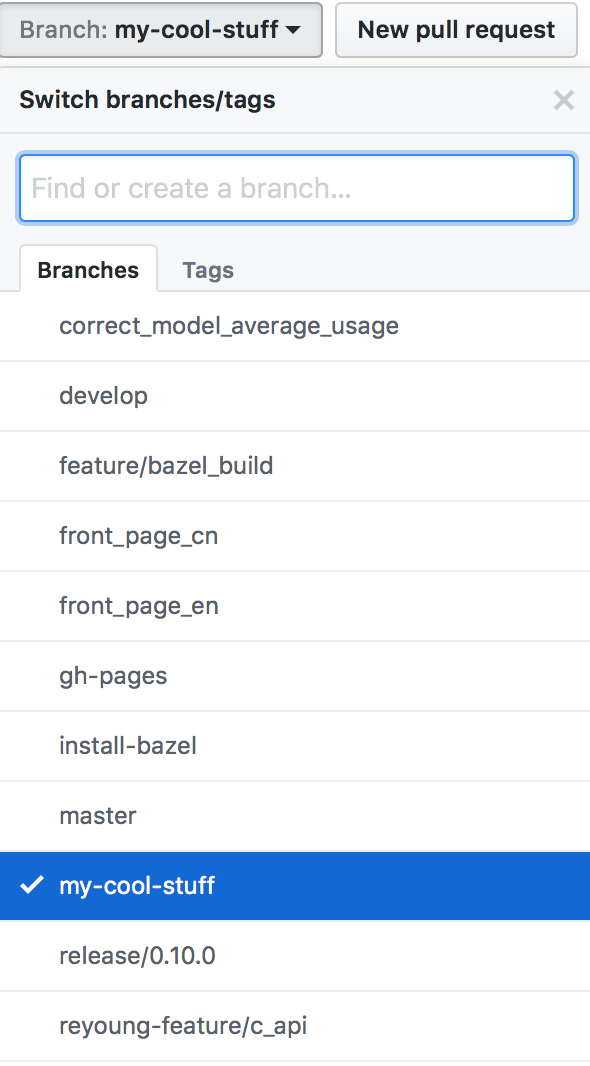 Branch: my-cool-stuff New pull request
Switch branches/tags
Find or create a branch...
Branches Tags
correct_model_average_usage
develop
feature/bazel_build
front_page_cn
front_page_en
gh-pages
install-bazel
master
my-cool-stuff
release/0.10.0
reyoung-feature/c_api